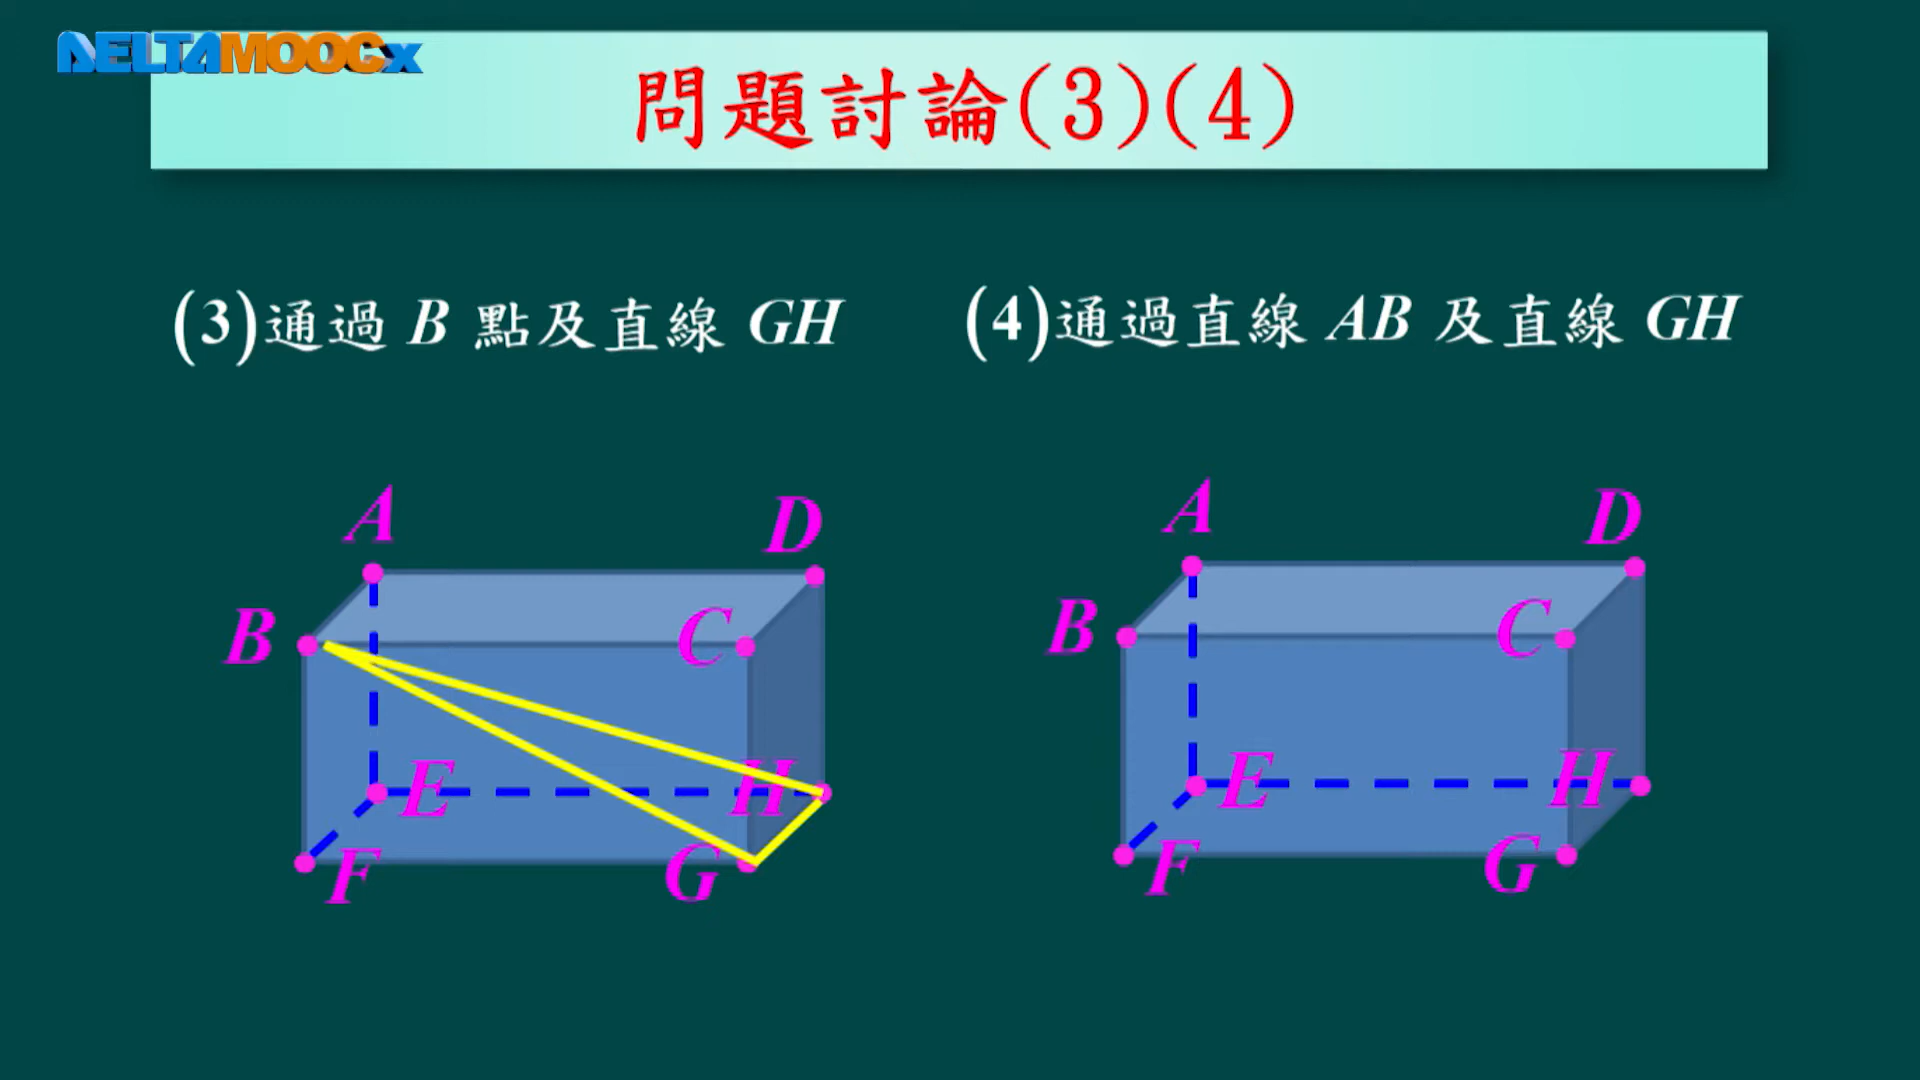 DELTAMOOCx
問題討論(3)(4)
(3)通過 B 點及直線 GH
(4)通過直線 AB 及直線 GH
A
D
B
C
E
H
F
G
A
D
B
C
E
H
F
G